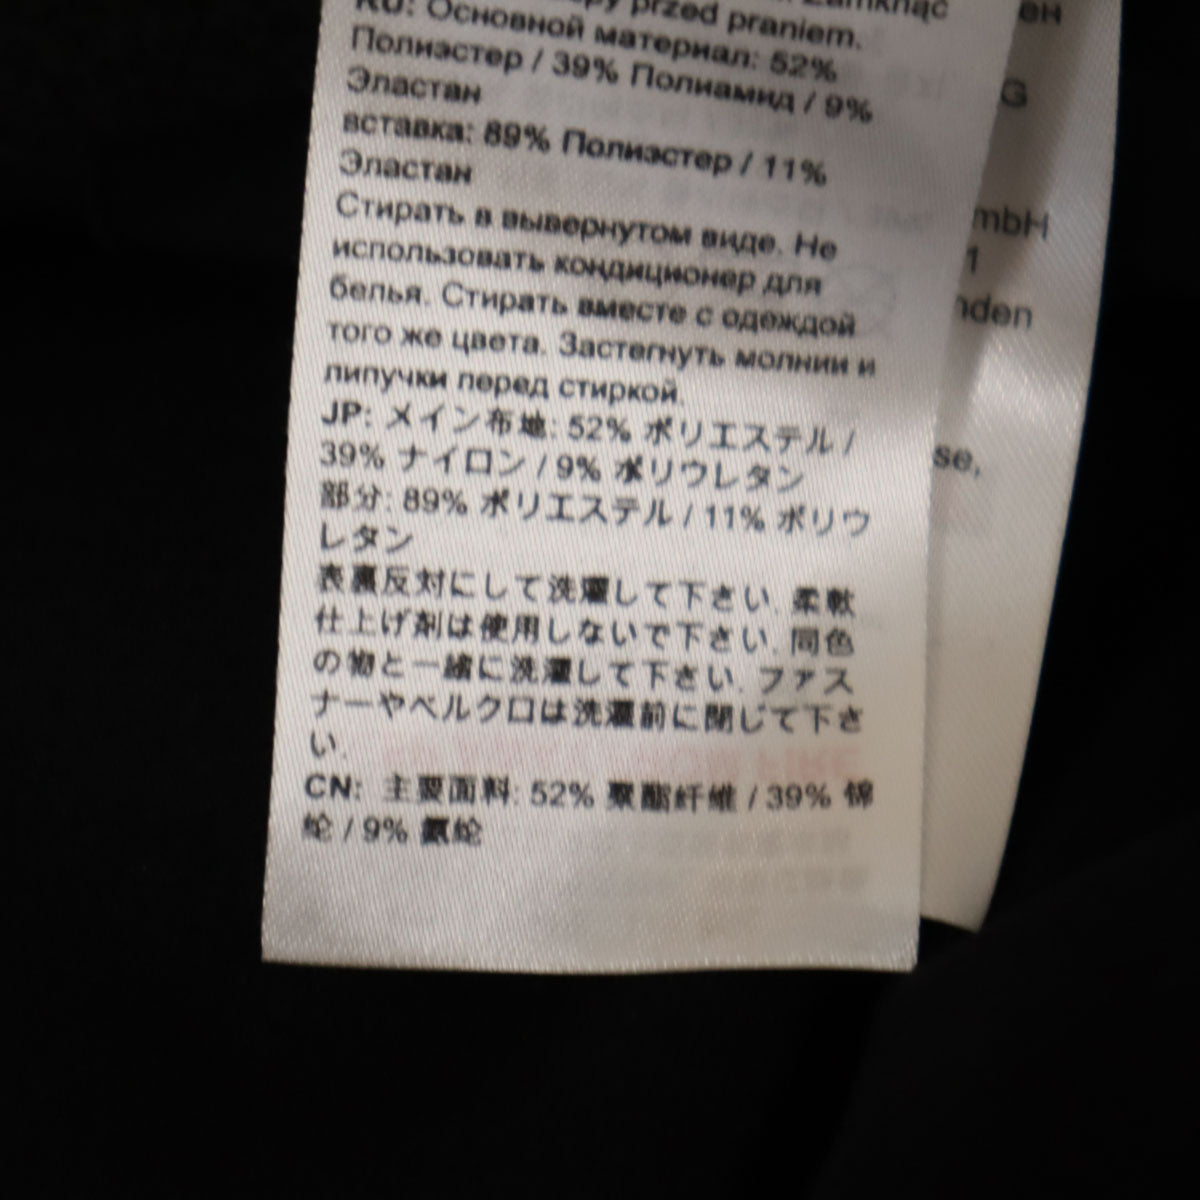 przed praniem.
RU: Основной материал: 52%
Полиэстер / 39% Полиамид / 9%
Эластан
вставка: 89% Полиэстер / 11%
Эластан
Стирать в вывернутом виде. Не
использовать кондиционер для
белья. Стирать вместе с одеждой
того же цвета. Застегнуть молнии и
липучки перед стиркой.
JP: メイン布地: 52% ポリエステル /
39% ナイロン / 9% ポリウレタン
部分: 89% ポリエステル / 11% ポリウ
レタン
表裏反対にして洗濯して下さい. 柔軟
仕上げ剤は使用しないで下さい. 同色
の物と一緒に洗濯して下さい. ファス
ナーやベルクロは洗濯前に閉じて下さ
い.
CN: 主要面料: 52% 聚酯纤维 / 39% 锦
纶 / 9% 氨纶